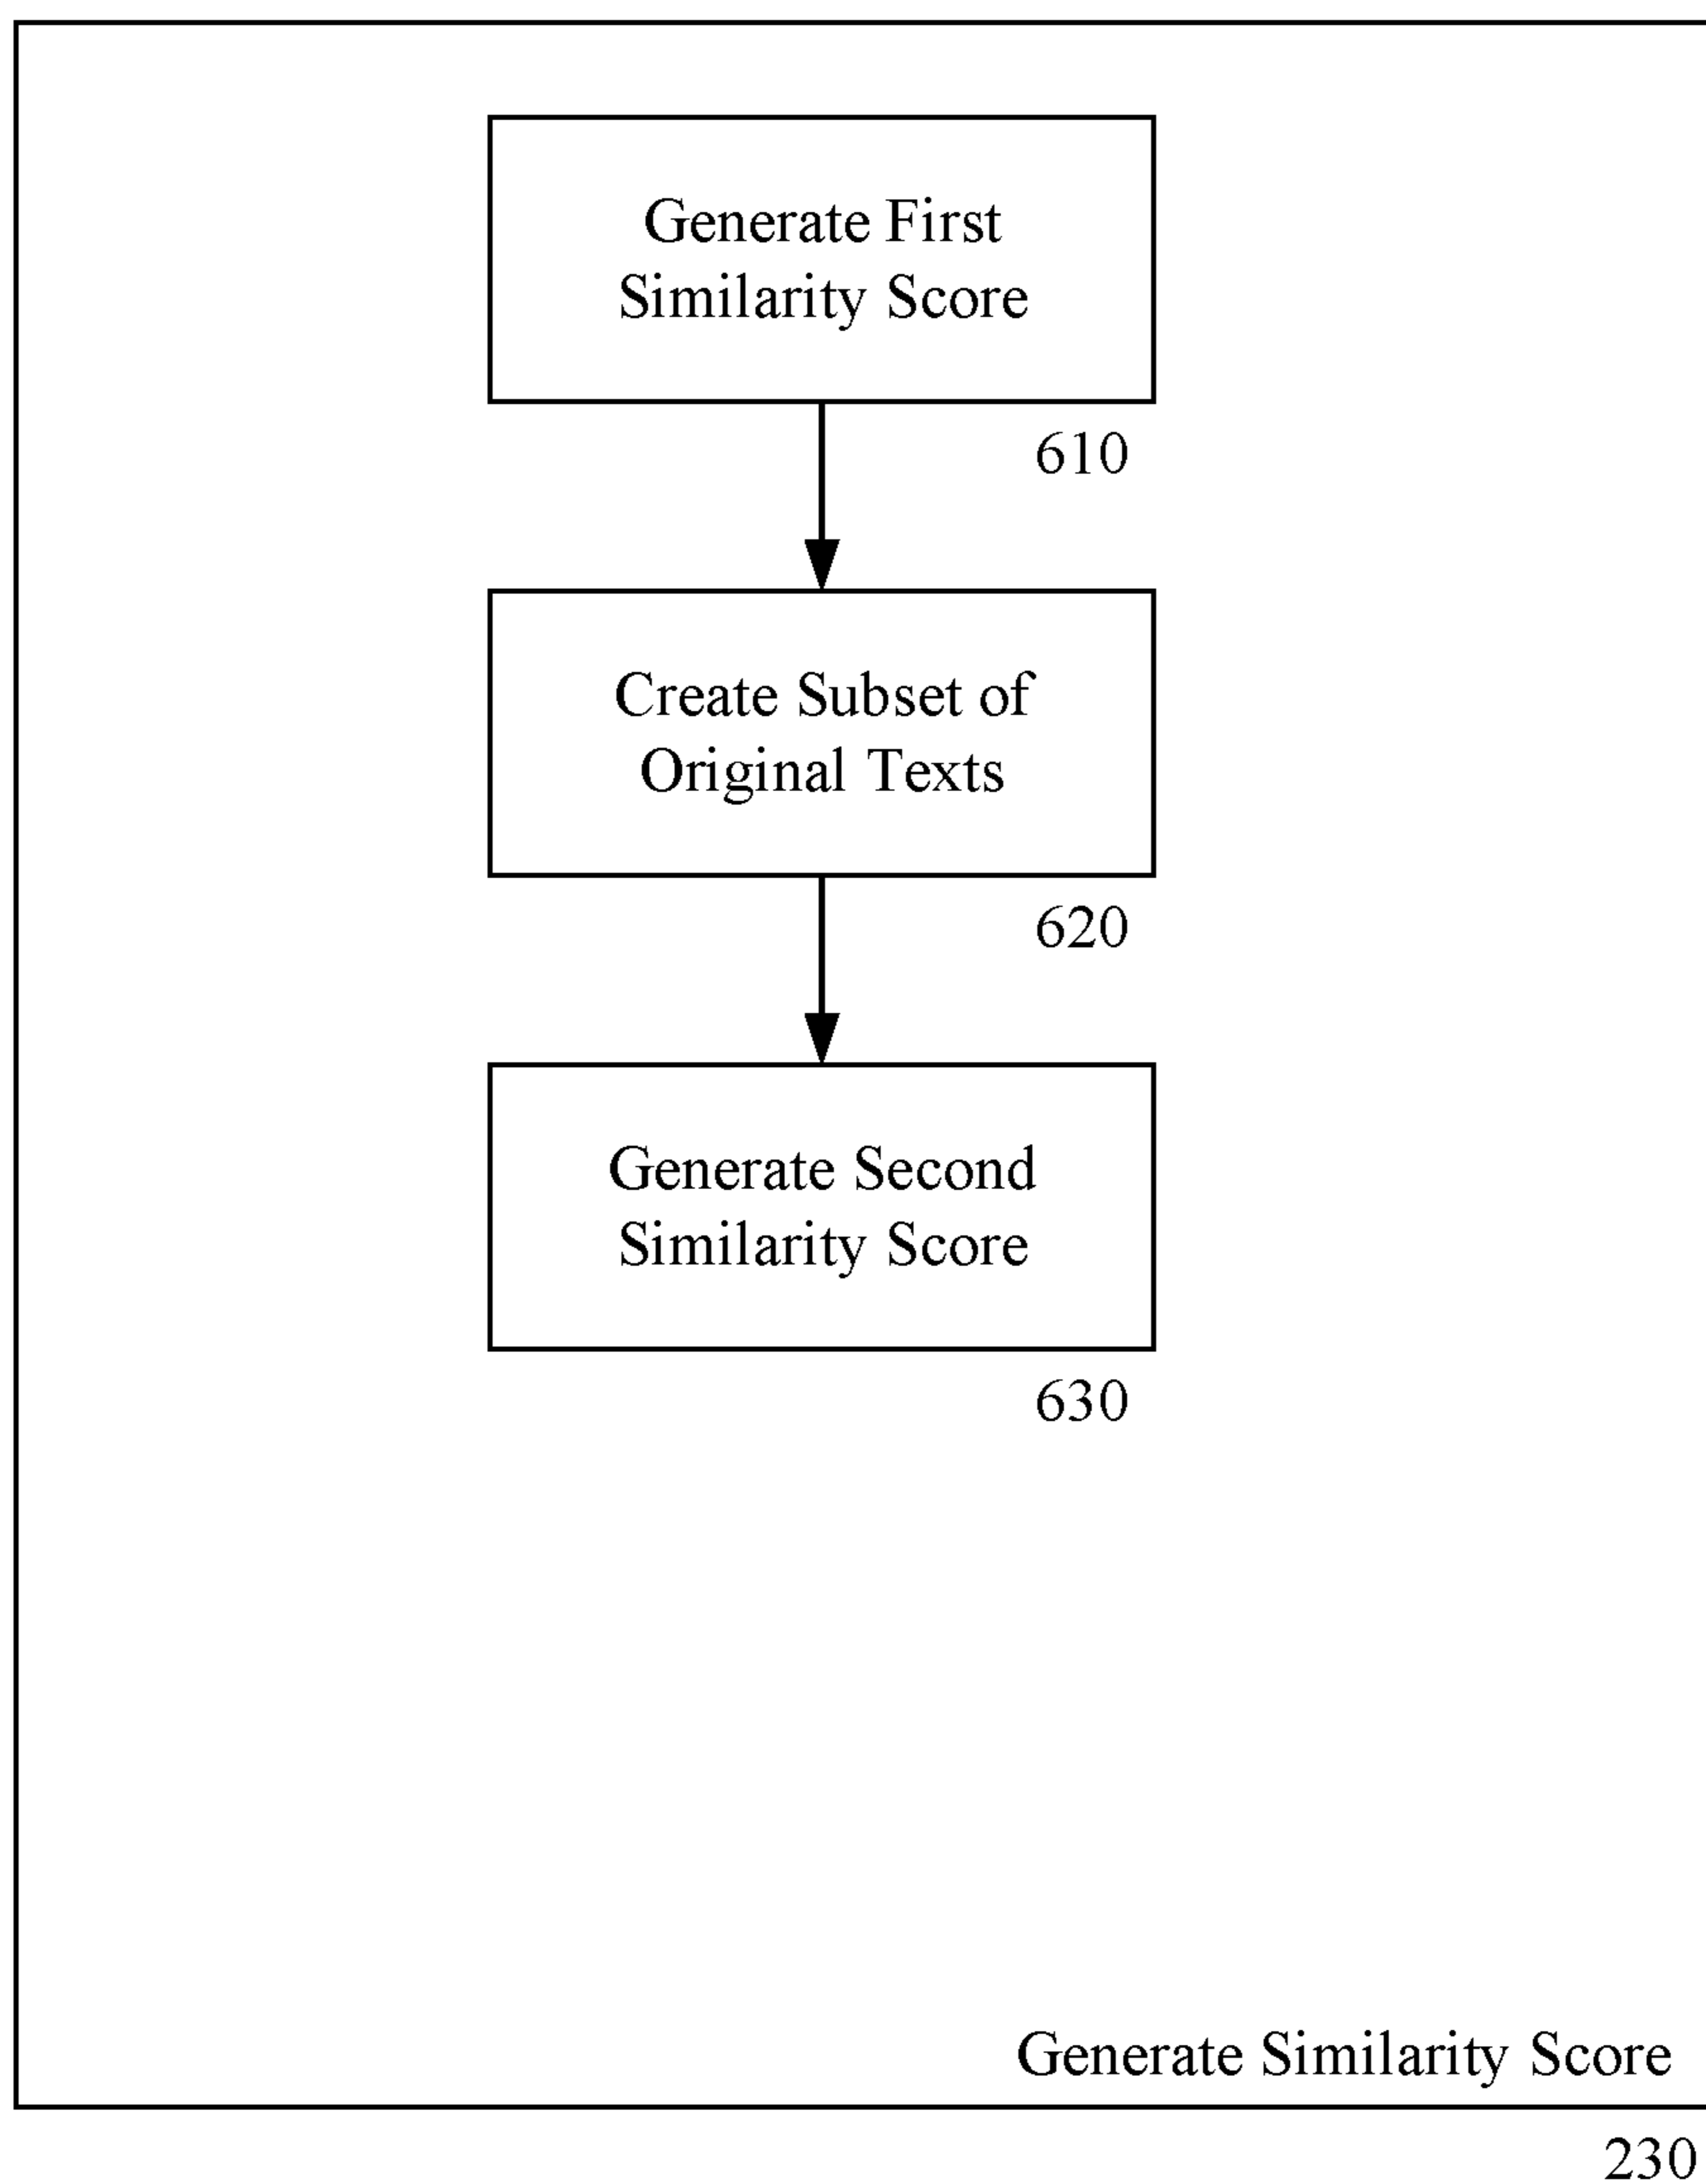 Generate First
Similarity Score
610
Create Subset of
Original Texts
620
Generate Second
Similarity Score
630
Generate Similarity Score
230